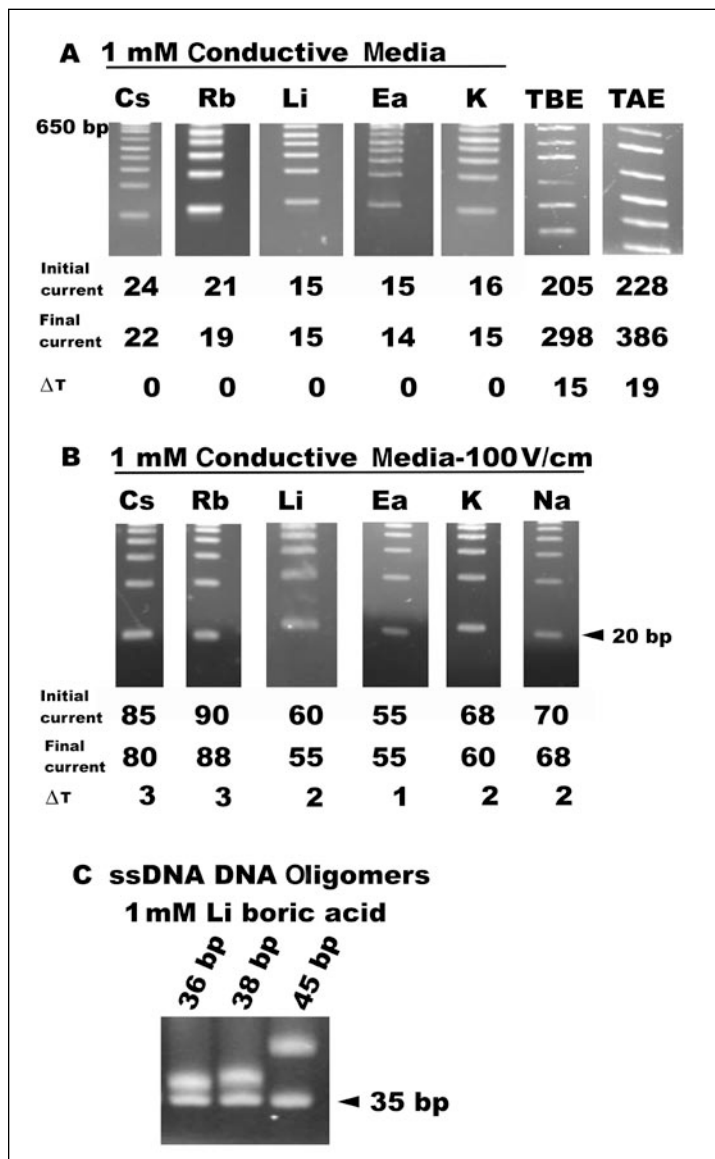 A 1 mM Conductive Media
Cs Rb Li Ea K TBE TAE
650 bp
Initial current 24 21 15 15 16 205 228
Final current 22 19 15 14 15 298 386
ΔT 0 0 0 0 0 15 19
B 1 mM Conductive Media-100 V/cm
Cs Rb Li Ea K Na
20 bp
Initial current 85 90 60 55 68 70
Final current 80 88 55 55 60 68
ΔT 3 3 2 1 2 2
C ssDNA DNA Oligomers
1 mM Li boric acid
36 bp 38 bp 45 bp
35 bp